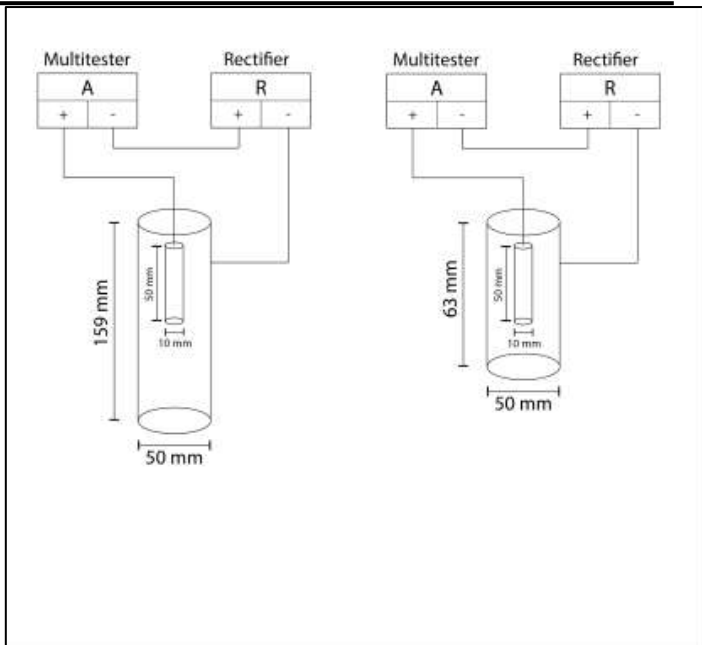 Multitester Rectifier
A R
+ - + -
159 mm
50 mm
10 mm
50 mm
Multitester Rectifier
A R
+ - + -
63 mm
50 mm
10 mm
50 mm